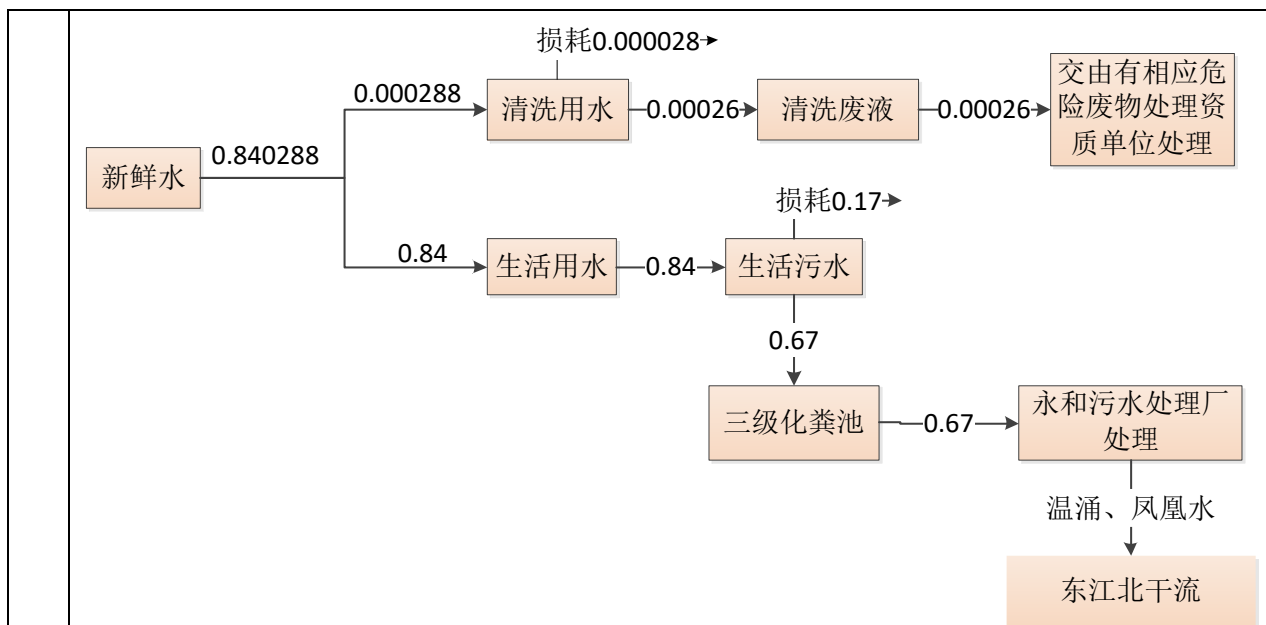 损耗0.000028
0.000288
清洗用水
0.00026
清洗废液
0.00026
交由有相应危
险废物处理资
质单位处理
新鲜水
0.840288
损耗0.17
0.84
生活用水
0.84
生活污水
0.67
三级化粪池
0.67
永和污水处理厂
处理
温涌、凤凰水
东江北干流